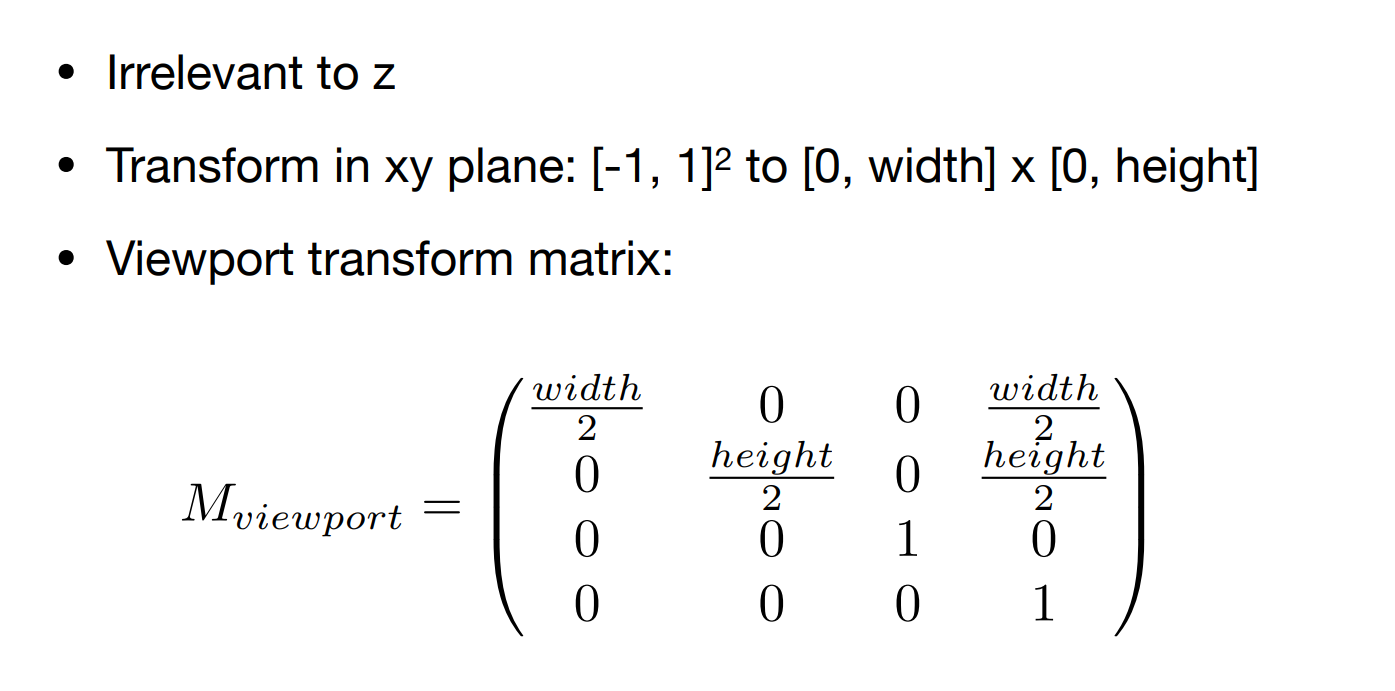 • Irrelevant to z
• Transform in xy plane: [-1, 1]² to [0, width] x [0, height]
• Viewport transform matrix:
$M_{viewport} = \begin{pmatrix} \frac{width}{2} & 0 & 0 & \frac{width}{2} \\ 0 & \frac{height}{2} & 0 & \frac{height}{2} \\ 0 & 0 & 1 & 0 \\ 0 & 0 & 0 & 1 \end{pmatrix}$